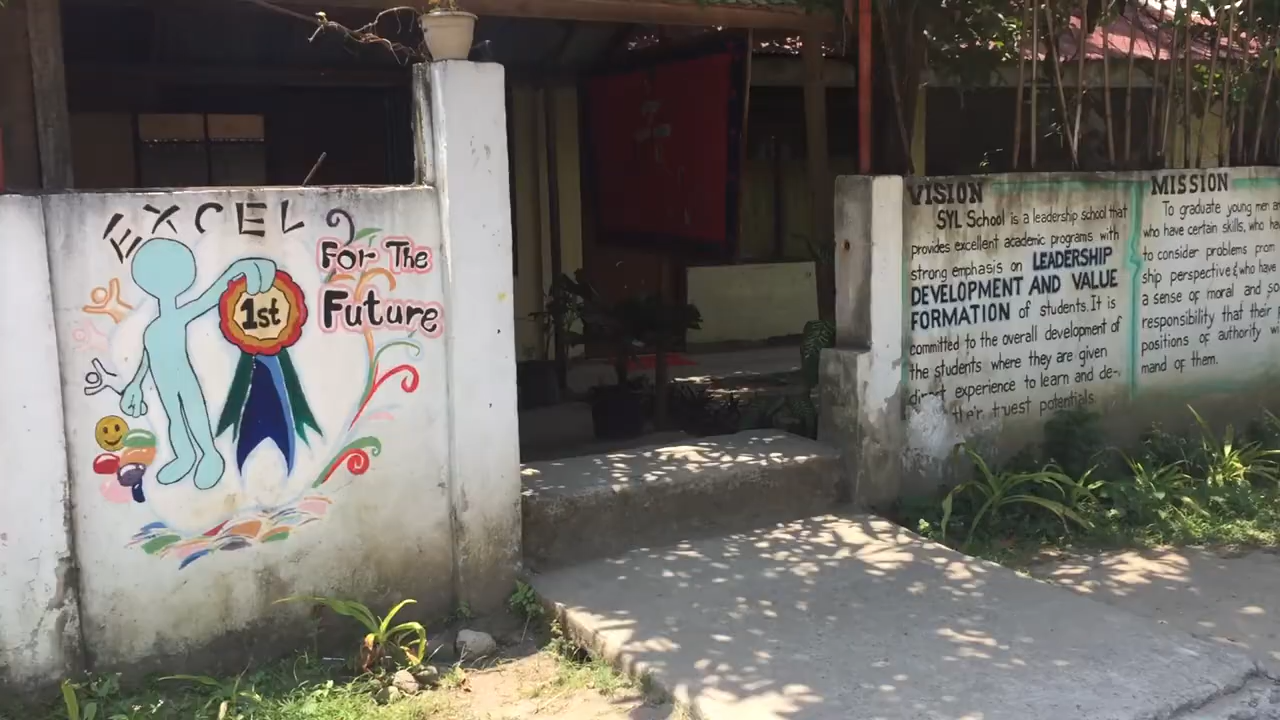 EXCEL
For The
Future
1st
VISION
SYL School is a leadership school that
provides excellent academic programs with
strong emphasis on LEADERSHIP
DEVELOPMENT AND VALUE
FORMATION of students. It is
committed to the overall development of
the students where they are given
direct experience to learn and de-
their truest potentials.
MISSION
To graduate young men
who have certain skills, who
to consider problems from
ship perspective & who have
a sense of moral and
responsibility that their
positions of authority
mand of them.